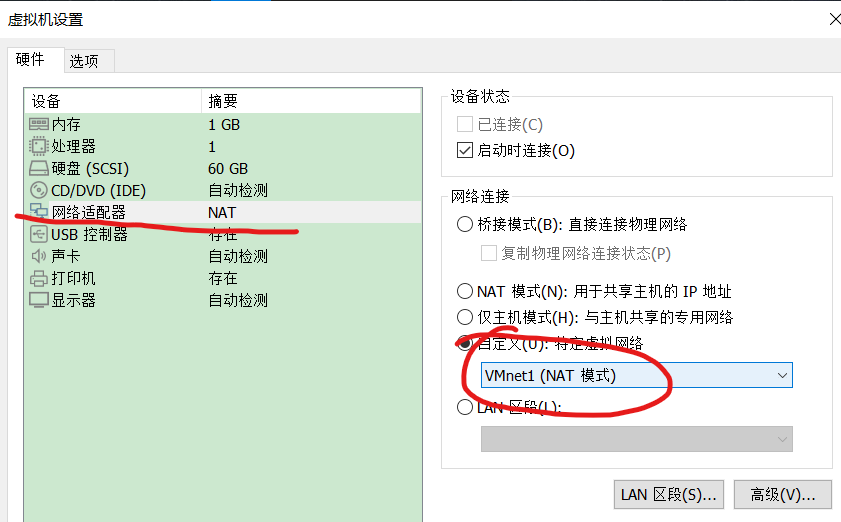 虚拟机设置
硬件 选项
设备 摘要
内存 1 GB
处理器 1
硬盘 (SCSI) 60 GB
CD/DVD (IDE) 自动检测
网络适配器 NAT
USB 控制器 存在
声卡 自动检测
打印机 存在
显示器 自动检测
设备状态
已连接(C)
启动时连接(O)
网络连接
桥接模式(B): 直接连接物理网络
复制物理网络连接状态(P)
NAT 模式(N): 用于共享主机的 IP 地址
仅主机模式(H): 与主机共享的专用网络
自定义(U): 特定虚拟网络
VMnet1 (NAT 模式)
LAN 区段(L):
LAN 区段(S)... 高级(V)...